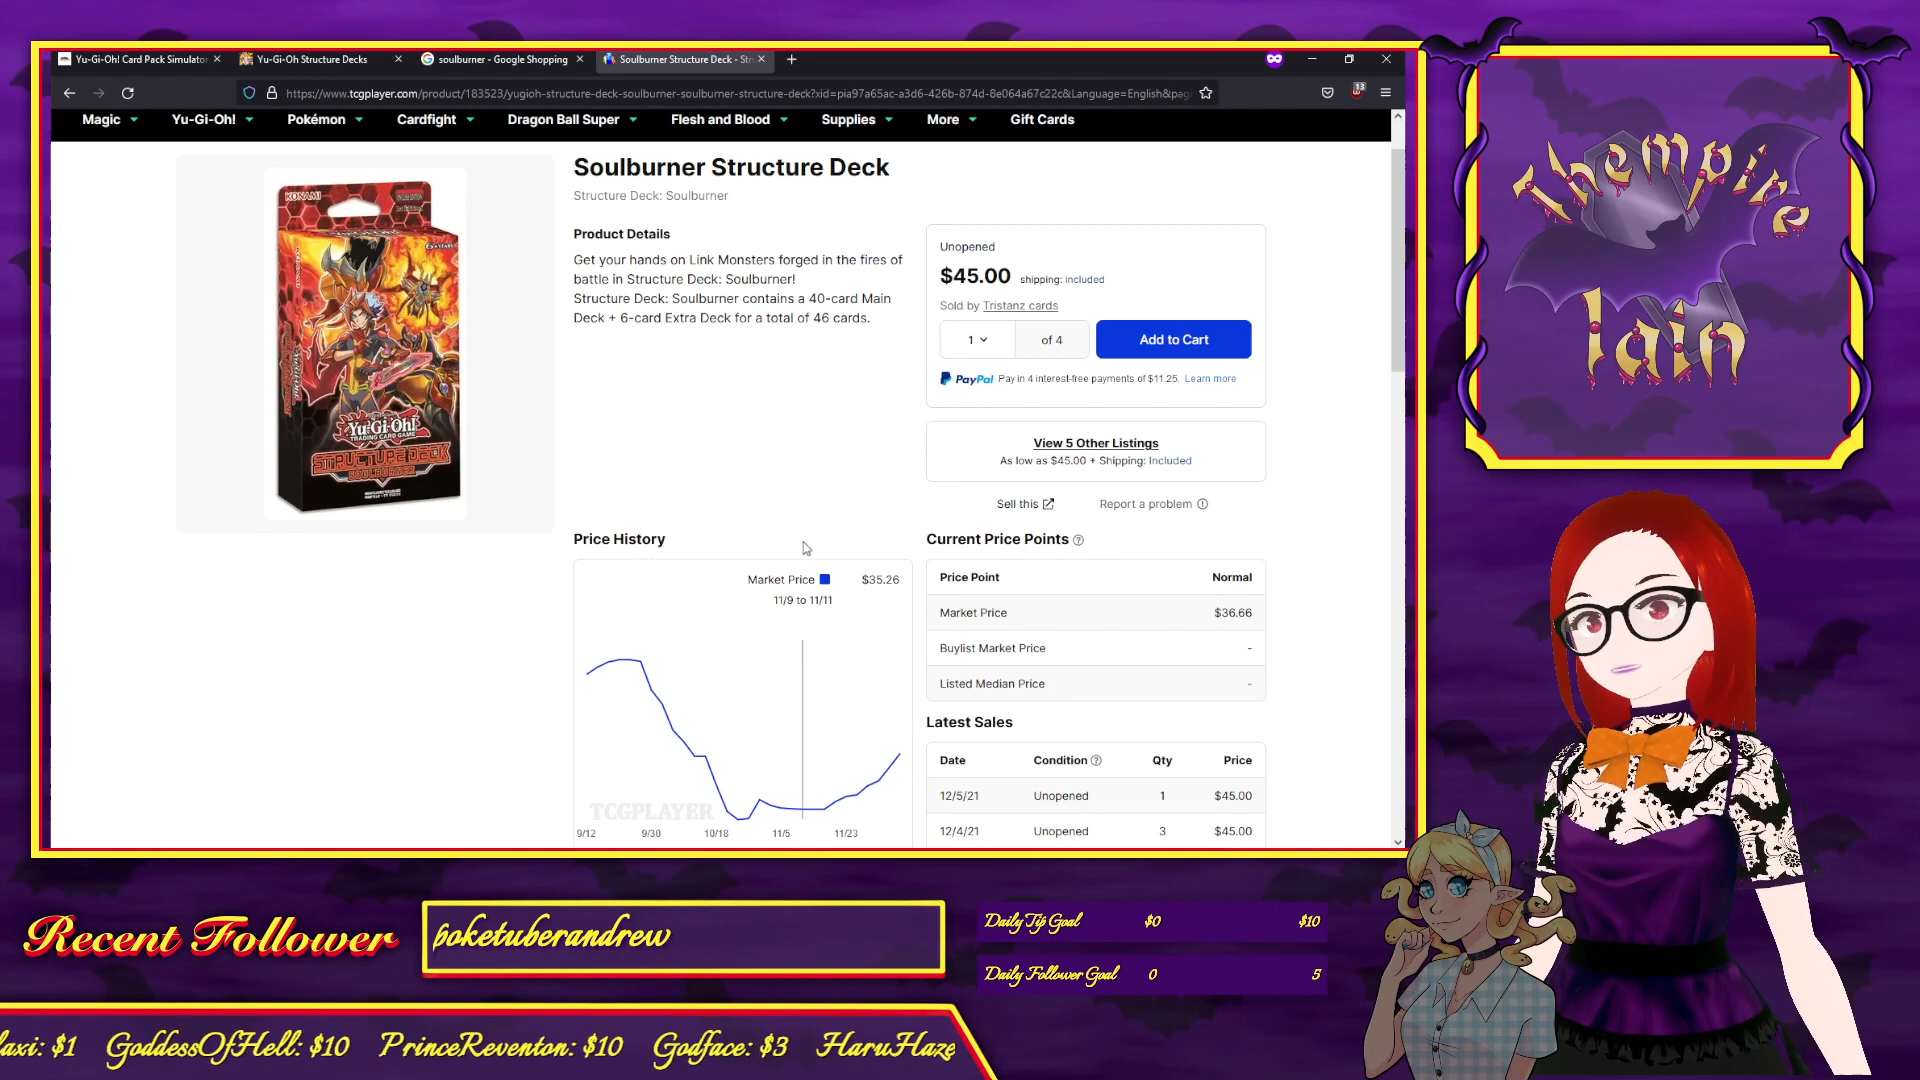 Yu-Gi-Oh! Card Pack Simulator
Yu-Gi-Oh Structure Decks
soulburner - Google Shopping
Soulburner Structure Deck - Str
https://www.tcgplayer.com/product/183523/yugioh-structure-deck-soulburner-soulburner-structure-deck?xid=pia97a65ac-a3d6-426b-874d-8e064a67c22c&Language=English&pag
13
Magic
Yu-Gi-Oh!
Pokémon
Cardfight
Dragon Ball Super
Flesh and Blood
Supplies
More
Gift Cards
Soulburner Structure Deck
Structure Deck: Soulburner
Product Details
Get your hands on Link Monsters forged in the fires of
battle in Structure Deck: Soulburner!
Structure Deck: Soulburner contains a 40-card Main
Deck + 6-card Extra Deck for a total of 46 cards.
KONAMI
Yu-Gi-Oh!
TRADING CARD GAME
STRUCTURE DECK
SOULBURNER
Unopened
$45.00 shipping: included
Sold by Tristanz cards
1
of 4
Add to Cart
PayPal Pay in 4 interest-free payments of $11.25. Learn more
View 5 Other Listings
As low as $45.00 + Shipping: Included
Sell this
Report a problem
Price History
Market Price
$35.26
11/9 to 11/11
TCGPLAYER
9/12
9/30
10/18
11/5
11/23
Current Price Points
Price Point
Normal
Market Price
$36.66
Buylist Market Price
-
Listed Median Price
-
Latest Sales
Date
Condition
Qty
Price
12/5/21
Unopened
1
$45.00
12/4/21
Unopened
3
$45.00
Thempire
lain
Recent Follower
poketuberandrew
Daily Tip Goal
$0
$10
Daily Follower Goal
0
5
laxi: $1
GoddessOfHell: $10
PrinceReventon: $10
Godface: $3
HaruHaze